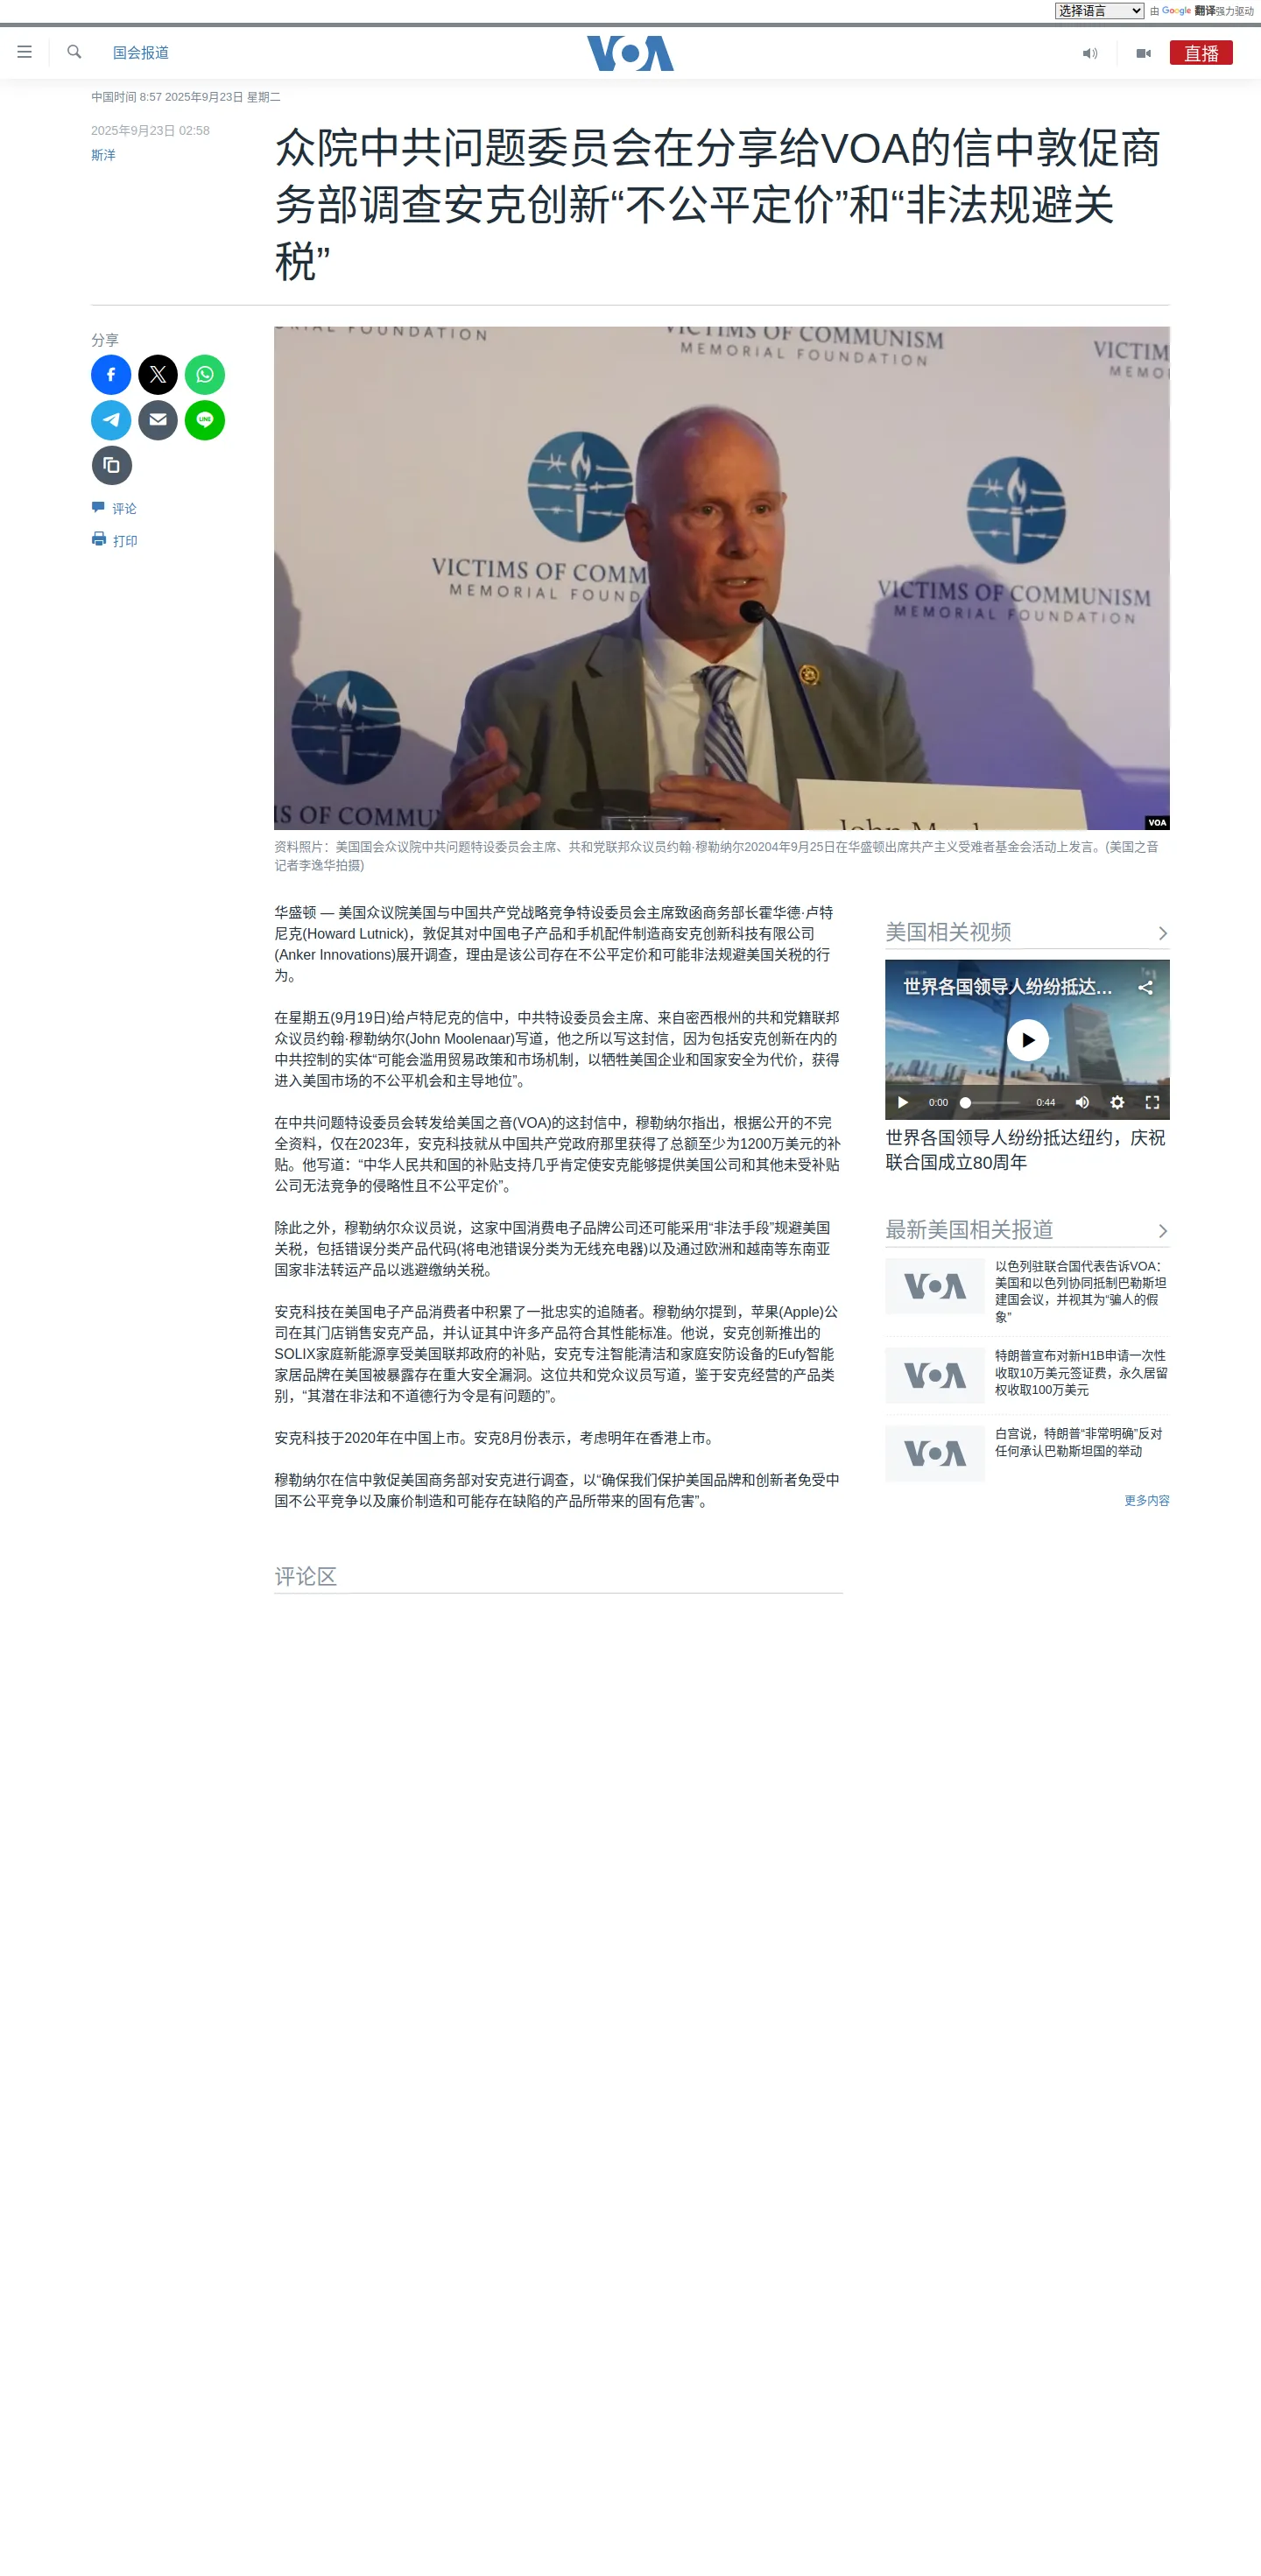 选择语言
由 Google 翻译强力驱动
国会报道
VOA
直播
中国时间 8:57 2025年9月23日 星期二
2025年9月23日 02:58
斯洋
众院中共问题委员会在分享给VOA的信中敦促商
务部调查安克创新“不公平定价”和“非法规避关
税”
分享
LINE
评论
打印
MORIAL FOUNDATION
VICTIMS OF COMMUNISM
MEMORIAL FOUNDATION
VICTIMS OF COMMUNISM
MEMORIAL FOUNDATION
VOA
资料照片：美国国会众议院中共问题特设委员会主席、共和党联邦众议员约翰·穆勒纳尔20204年9月25日在华盛顿出席共产主义受难者基金会活动上发言。(美国之音
记者李逸华拍摄)
华盛顿 — 美国众议院美国与中国共产党战略竞争特设委员会主席致函商务部长霍华德·卢特
尼克(Howard Lutnick)，敦促其对中国电子产品和手机配件制造商安克创新科技有限公司
(Anker Innovations)展开调查，理由是该公司存在不公平定价和可能非法规避美国关税的行
为。
在星期五(9月19日)给卢特尼克的信中，中共特设委员会主席、来自密西根州的共和党籍联邦
众议员约翰·穆勒纳尔(John Moolenaar)写道，他之所以写这封信，因为包括安克创新在内的
中共控制的实体“可能会滥用贸易政策和市场机制，以牺牲美国企业和国家安全为代价，获得
进入美国市场的不公平机会和主导地位”。
在中共问题特设委员会转发给美国之音(VOA)的这封信中，穆勒纳尔指出，根据公开的不完
全资料，仅在2023年，安克科技就从中国共产党政府那里获得了总额至少为1200万美元的补
贴。他写道：“中华人民共和国的补贴支持几乎肯定使安克能够提供美国公司和其他未受补贴
公司无法竞争的侵略性且不公平定价”。
除此之外，穆勒纳尔众议员说，这家中国消费电子品牌公司还可能采用“非法手段”规避美国
关税，包括错误分类产品代码(将电池错误分类为无线充电器)以及通过欧洲和越南等东南亚
国家非法转运产品以逃避缴纳关税。
安克科技在美国电子产品消费者中积累了一批忠实的追随者。穆勒纳尔提到，苹果(Apple)公
司在其门店销售安克产品，并认证其中许多产品符合其性能标准。他说，安克创新推出的
SOLIX家庭新能源享受美国联邦政府的补贴，安克专注智能清洁和家庭安防设备的Eufy智能
家居品牌在美国被暴露存在重大安全漏洞。这位共和党众议员写道，鉴于安克经营的产品类
别，“其潜在非法和不道德行为令是有问题的”。
安克科技于2020年在中国上市。安克8月份表示，考虑明年在香港上市。
穆勒纳尔在信中敦促美国商务部对安克进行调查，以“确保我们保护美国品牌和创新者免受中
国不公平竞争以及廉价制造和可能存在缺陷的产品所带来的固有危害”。
评论区
美国相关视频
世界各国领导人纷纷抵达…
0:00
0:44
世界各国领导人纷纷抵达纽约，庆祝
联合国成立80周年
最新美国相关报道
VOA
以色列驻联合国代表告诉VOA：
美国和以色列协同抵制巴勒斯坦
建国会议，并视其为“骗人的假
象”
VOA
特朗普宣布对新H1B申请一次性
收取10万美元签证费，永久居留
权收取100万美元
VOA
白宫说，特朗普“非常明确”反对
任何承认巴勒斯坦国的举动
更多内容